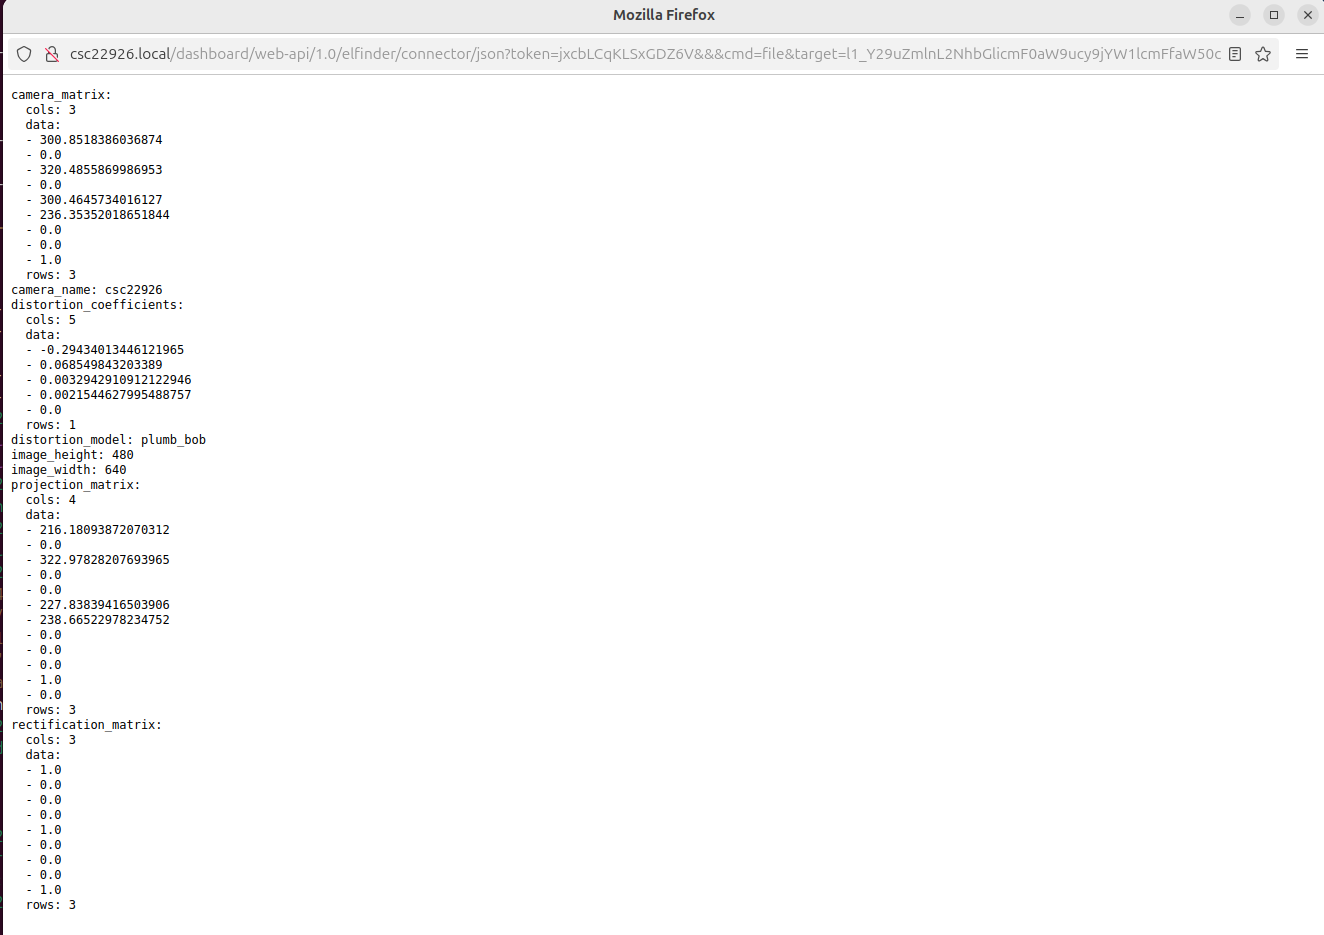 Mozilla Firefox
csc22926.local/dashboard/web-api/1.0/elfinder/connector/json?token=jxcbLCqKLSxGDZ6V&&&cmd=file&target=l1_Y29uZmlnL2NhbGlicmF0aW9ucy9jYW1lcmFfaW50c
camera_matrix:
  cols: 3
  data:
  - 300.8518386036874
  - 0.0
  - 320.4855869986953
  - 0.0
  - 300.4645734016127
  - 236.35352018651844
  - 0.0
  - 0.0
  - 1.0
  rows: 3
camera_name: csc22926
distortion_coefficients:
  cols: 5
  data:
  - -0.29434013446121965
  - 0.068549843203389
  - 0.0032942910912122946
  - 0.0021544627995488757
  - 0.0
  rows: 1
distortion_model: plumb_bob
image_height: 480
image_width: 640
projection_matrix:
  cols: 4
  data:
  - 216.18093872070312
  - 0.0
  - 322.97828207693965
  - 0.0
  - 0.0
  - 227.83839416503906
  - 238.66522978234752
  - 0.0
  - 0.0
  - 0.0
  - 1.0
  - 0.0
  rows: 3
rectification_matrix:
  cols: 3
  data:
  - 1.0
  - 0.0
  - 0.0
  - 0.0
  - 1.0
  - 0.0
  - 0.0
  - 0.0
  - 1.0
  rows: 3